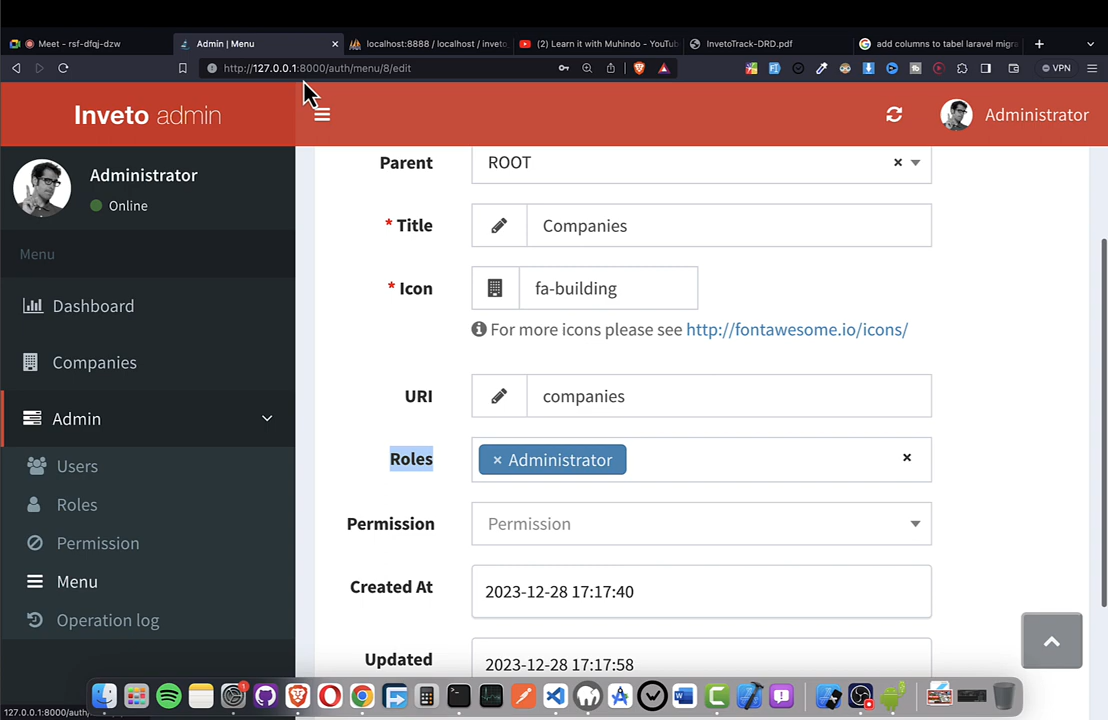 Meet - rsf-dfqj-dzw
Admin | Menu
localhost:8888 / localhost / inveto
(2) Learn it with Muhindo - YouTub
InvetoTrack-DRD.pdf
add columns to tabel laravel migra
http://127.0.0.1:8000/auth/menu/8/edit
VPN
Inveto admin
Administrator
Administrator
Online
Menu
Dashboard
Companies
Admin
Users
Roles
Permission
Menu
Operation log
Parent
ROOT
* Title
Companies
* Icon
fa-building
For more icons please see http://fontawesome.io/icons/
URI
companies
Roles
× Administrator
Permission
Permission
Created At
2023-12-28 17:17:40
Updated
2023-12-28 17:17:58
127.0.0.1:8000/auth/